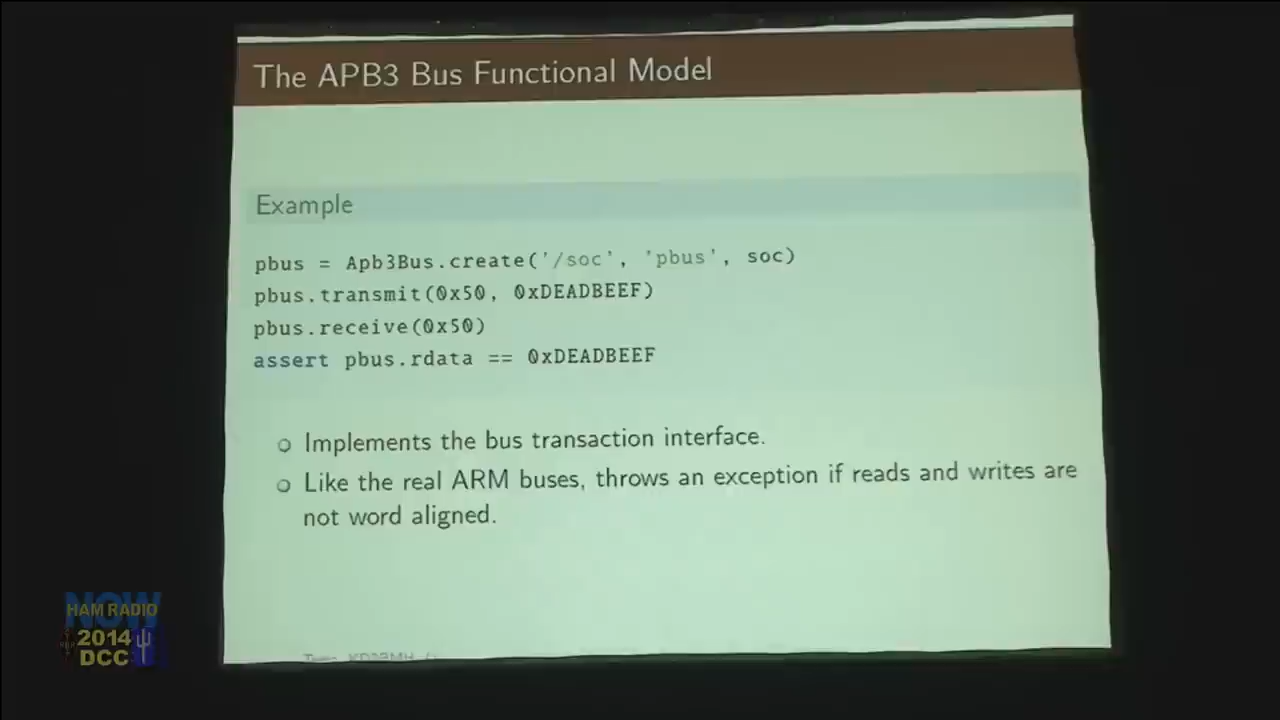 The APB3 Bus Functional Model
Example
pbus = Apb3Bus.create('/soc', 'pbus', soc)
pbus.transmit(0x50, 0xDEADBEEF)
pbus.receive(0x50)
assert pbus.rdata == 0xDEADBEEF
Implements the bus transaction interface.
Like the real ARM buses, throws an exception if reads and writes are
not word aligned.
NOW
HAM RADIO
2014
DCC